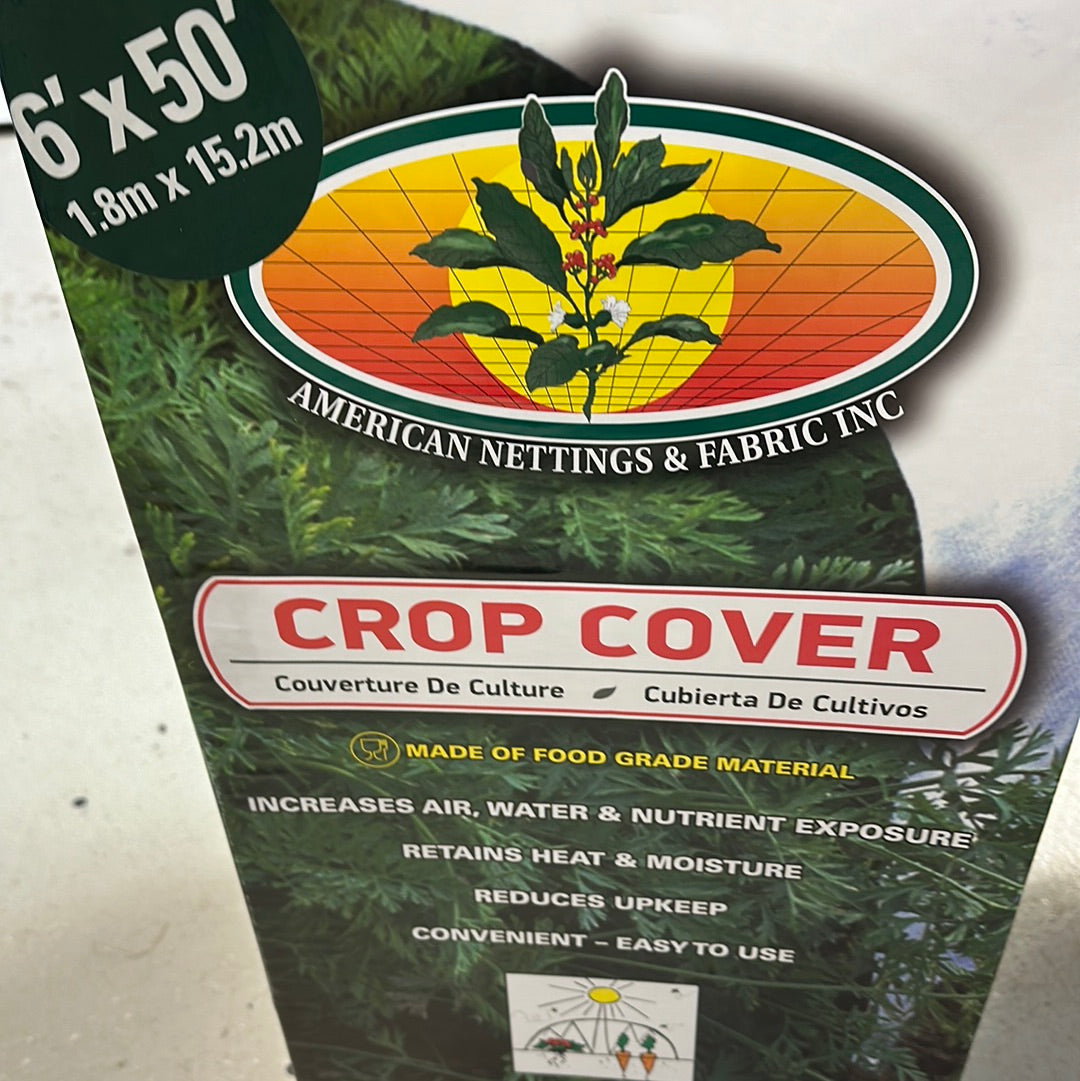 6' x 50'
1.8m x 15.2m
AMERICAN NETTINGS & FABRIC INC
CROP COVER
Couverture De Culture Cubierta De Cultivos
MADE OF FOOD GRADE MATERIAL
INCREASES AIR, WATER & NUTRIENT EXPOSURE
RETAINS HEAT & MOISTURE
REDUCES UPKEEP
CONVENIENT – EASY TO USE